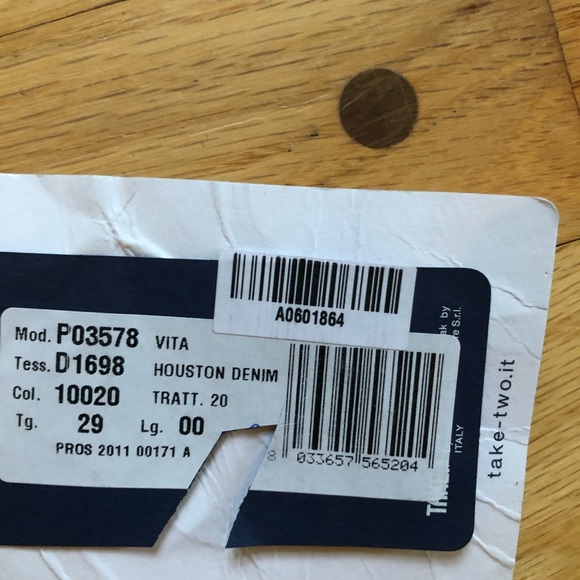 A0601864
Mod. P03578 VITA
Tess. D1698 HOUSTON DENIM
Col. 10020 TRATT. 20
Tg. 29 Lg. 00
PROS 2011 00171 A
8 033657 565204
by
S.r.l.
ITALY
take-two.it